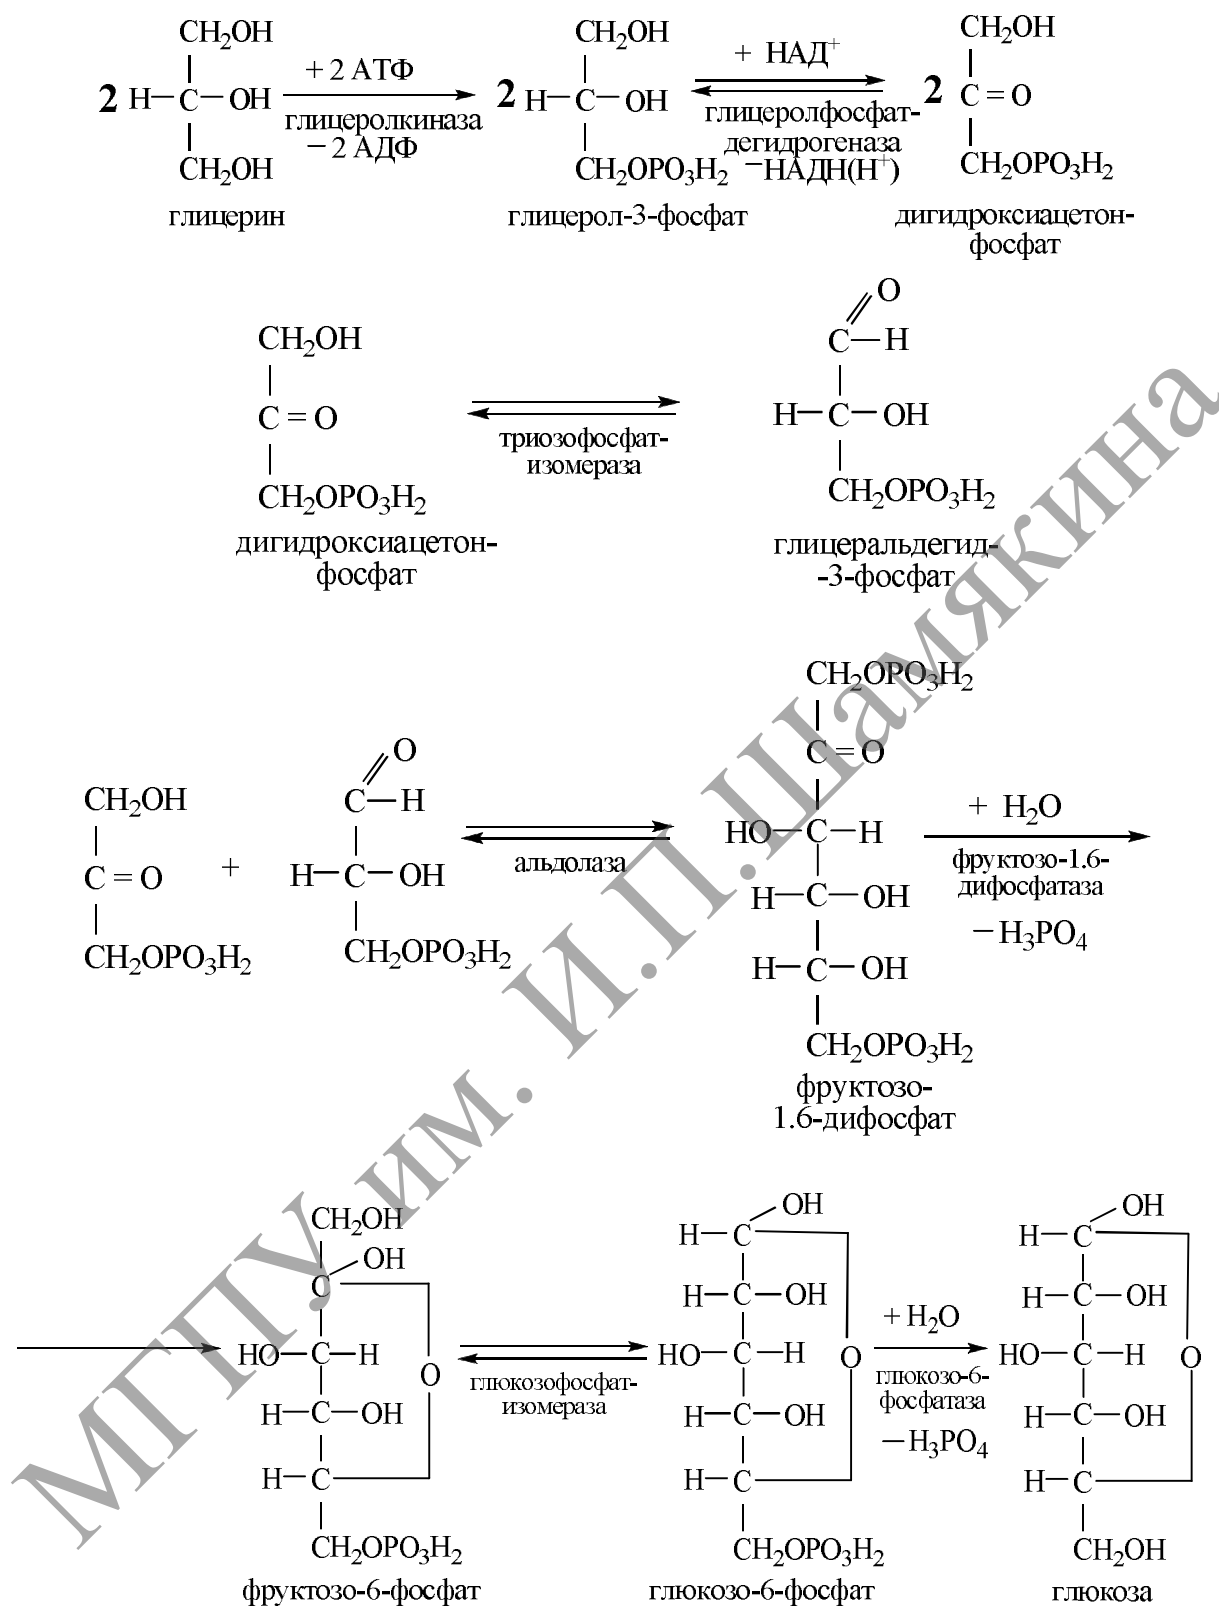 CH₂OH CH₂OH CH₂OH
+ 2 АТФ + НАД⁺
2 H–C–OH 2 H–C–OH 2 C=O
глицеролкиназа глицеролфосфат-
дегидрогеназа
–2 АДФ –НАДН(Н⁺)
CH₂OH CH₂OPO₃H₂ CH₂OPO₃H₂
глицерин глицерол-3-фосфат дигидроксиацетон-
фосфат
O
CH₂OH C–H
C=O H–C–OH
триозофосфат-
изомераза
CH₂OPO₃H₂ CH₂OPO₃H₂
дигидроксиацетон-
фосфат
глицеральдегид-
-3-фосфат
CH₂OPO₃H₂
O C=O
CH₂OH C–H HO–C–H + H₂O
C=O + H–C–OH альдолаза H–C–OH фруктозо-1.6-
дифосфатаза
–H₃PO₄
CH₂OPO₃H₂ CH₂OPO₃H₂ H–C–OH
CH₂OPO₃H₂
фруктозо-
1.6-дифосфат
CH₂OH OH OH
OH H–C H–C
C H–C–OH H–C–OH
+ H₂O
HO–C–H O HO–C–H O HO–C–H O
глюкозофосфат-
изомераза
глюкозо-6-
фосфатаза
H–C–OH H–C–OH –H₃PO₄ H–C–OH
H–C H–C H–C
CH₂OPO₃H₂ CH₂OPO₃H₂ CH₂OH
фруктозо-6-фосфат глюкозо-6-фосфат глюкоза
МГПУ им. И.П.Шамякина